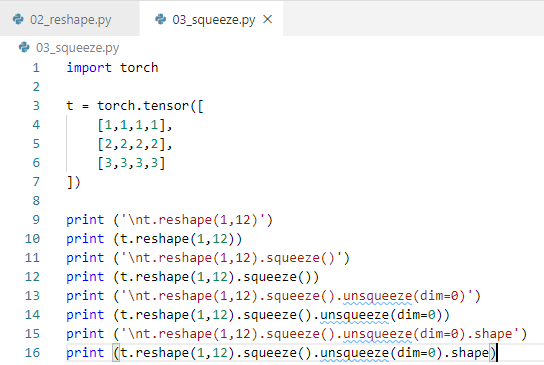 02_reshape.py
03_squeeze.py ×
03_squeeze.py
1 import torch
2
3 t = torch.tensor([
4     [1,1,1,1],
5     [2,2,2,2],
6     [3,3,3,3]
7 ])
8
9 print ('\nt.reshape(1,12)')
10 print (t.reshape(1,12))
11 print ('\nt.reshape(1,12).squeeze()')
12 print (t.reshape(1,12).squeeze())
13 print ('\nt.reshape(1,12).squeeze().unsqueeze(dim=0)')
14 print (t.reshape(1,12).squeeze().unsqueeze(dim=0))
15 print ('\nt.reshape(1,12).squeeze().unsqueeze(dim=0).shape')
16 print (t.reshape(1,12).squeeze().unsqueeze(dim=0).shape)